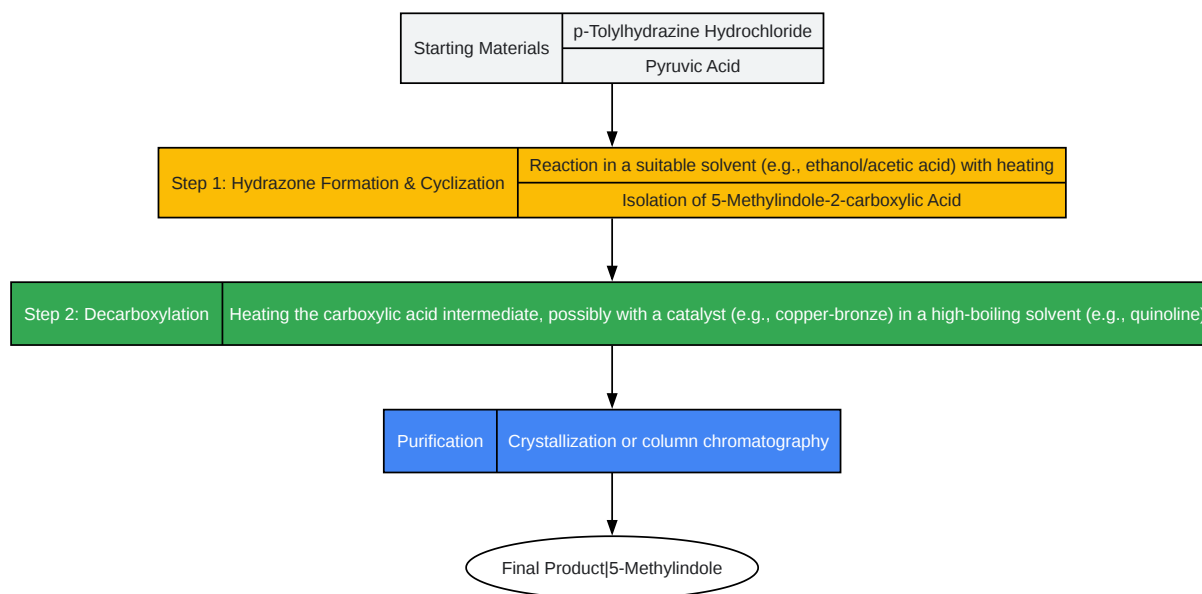 Starting Materials
p-Tolylhydrazine Hydrochloride
Pyruvic Acid
Step 1: Hydrazone Formation & Cyclization
Reaction in a suitable solvent (e.g., ethanol/acetic acid) with heating
Isolation of 5-Methylindole-2-carboxylic Acid
Step 2: Decarboxylation
Heating the carboxylic acid intermediate, possibly with a catalyst (e.g., copper-bronze) in a high-boiling solvent (e.g., quinoline)
Purification
Crystallization or column chromatography
Final Product|5-Methylindole